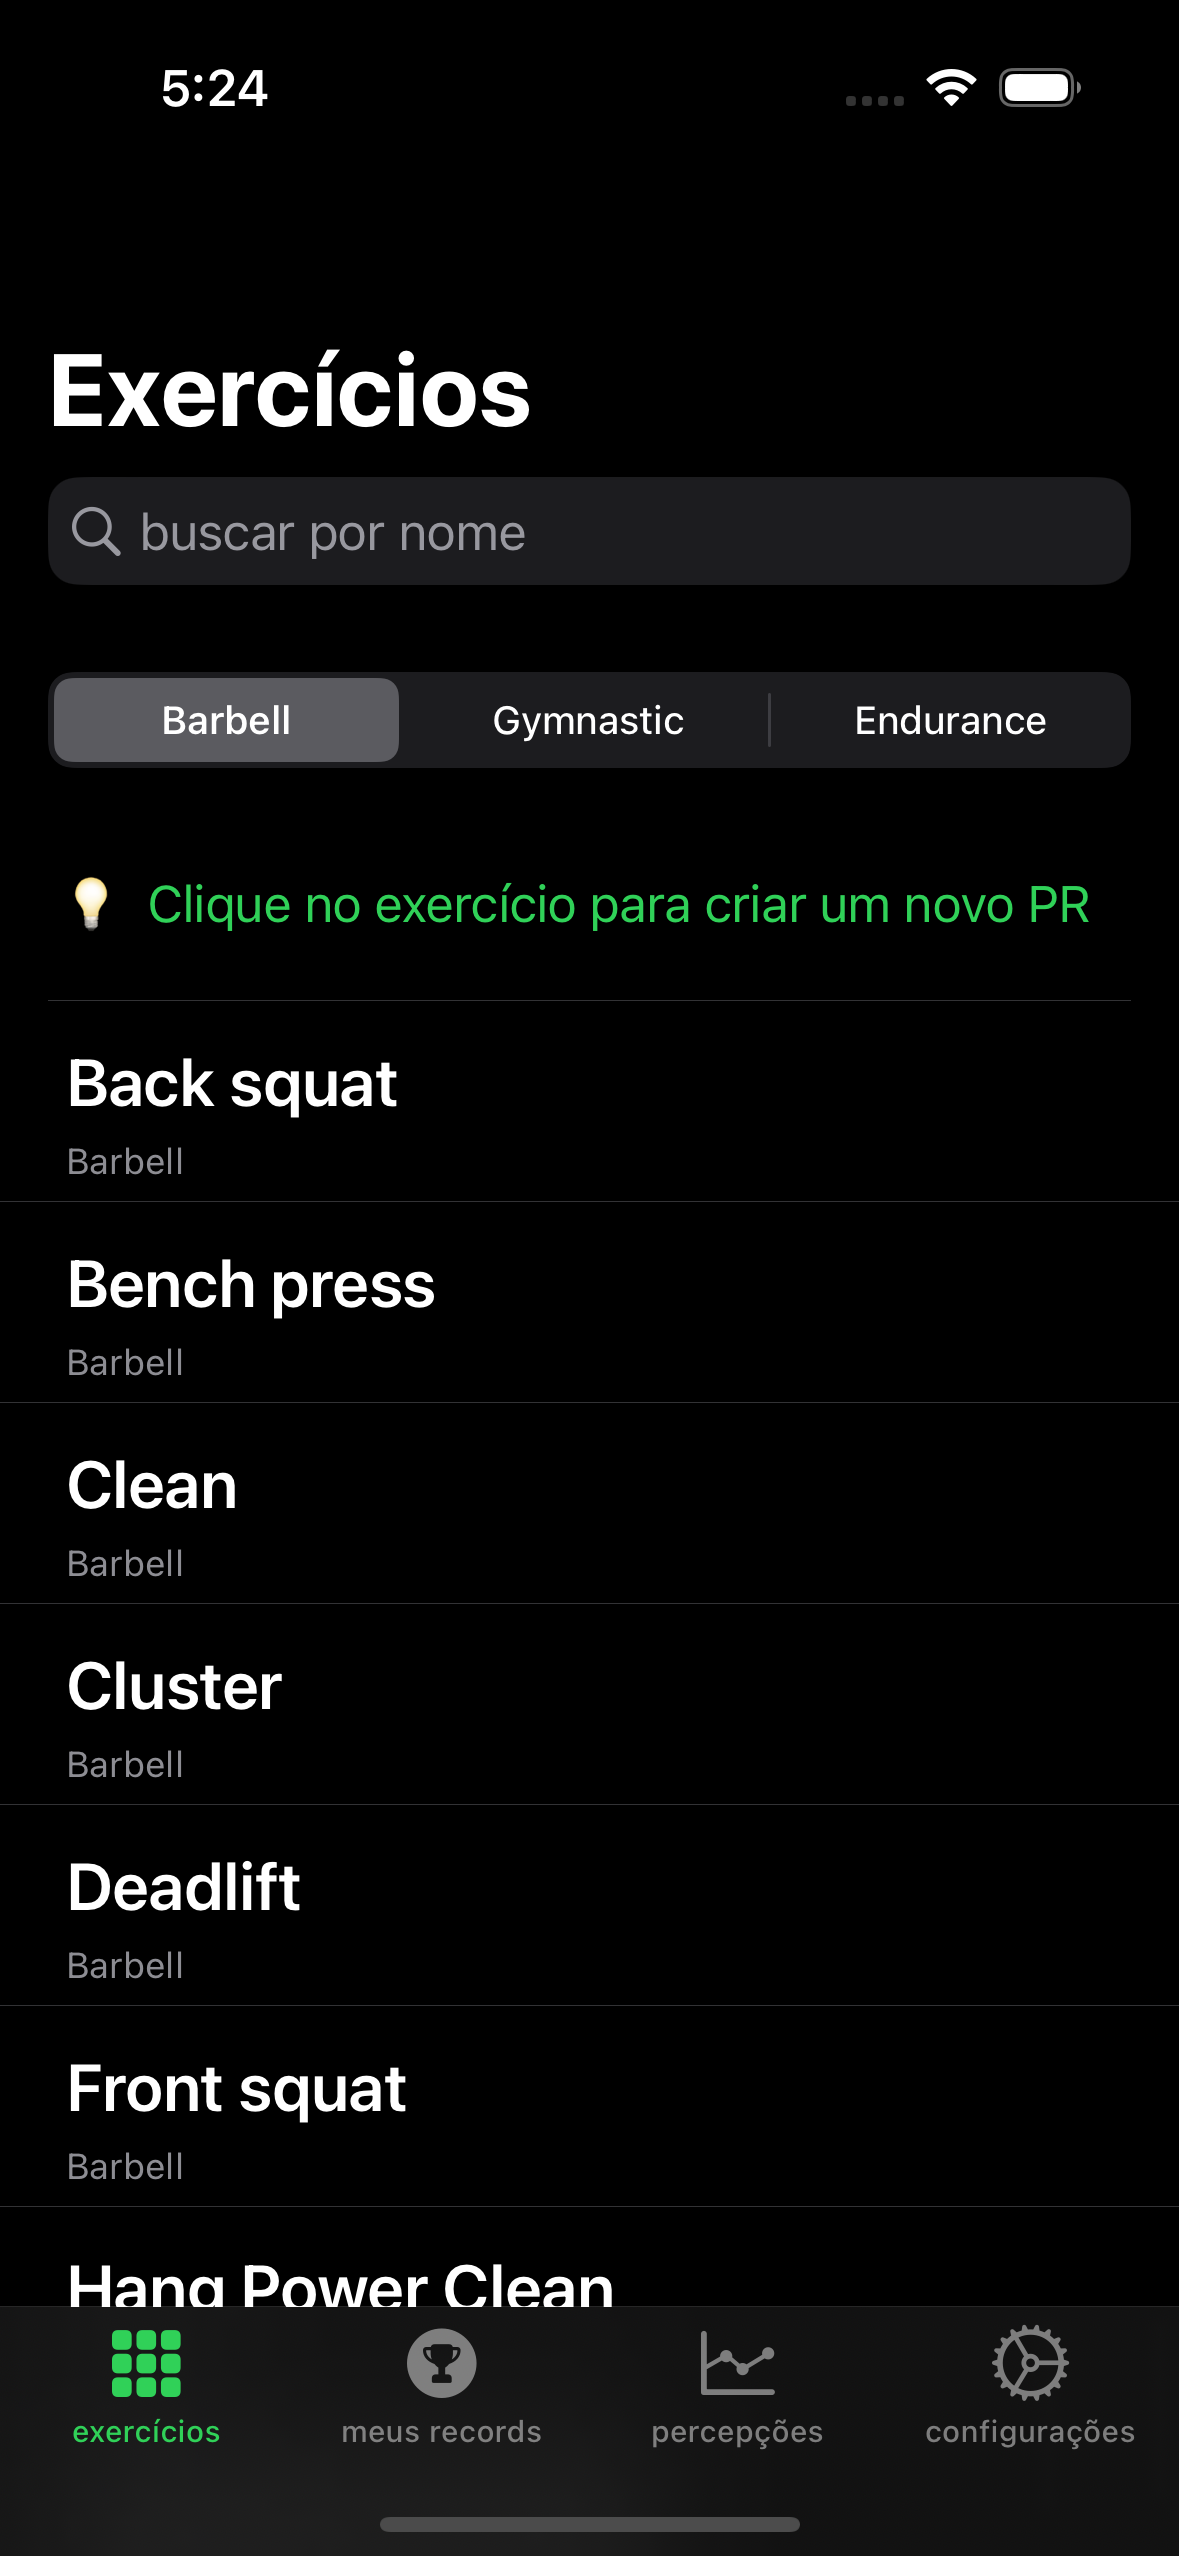 5:24
Exercícios
buscar por nome
Barbell Gymnastic Endurance
Clique no exercício para criar um novo PR
Back squat
Barbell
Bench press
Barbell
Clean
Barbell
Cluster
Barbell
Deadlift
Barbell
Front squat
Barbell
Hang Power Clean
exercícios meus records percepções configurações